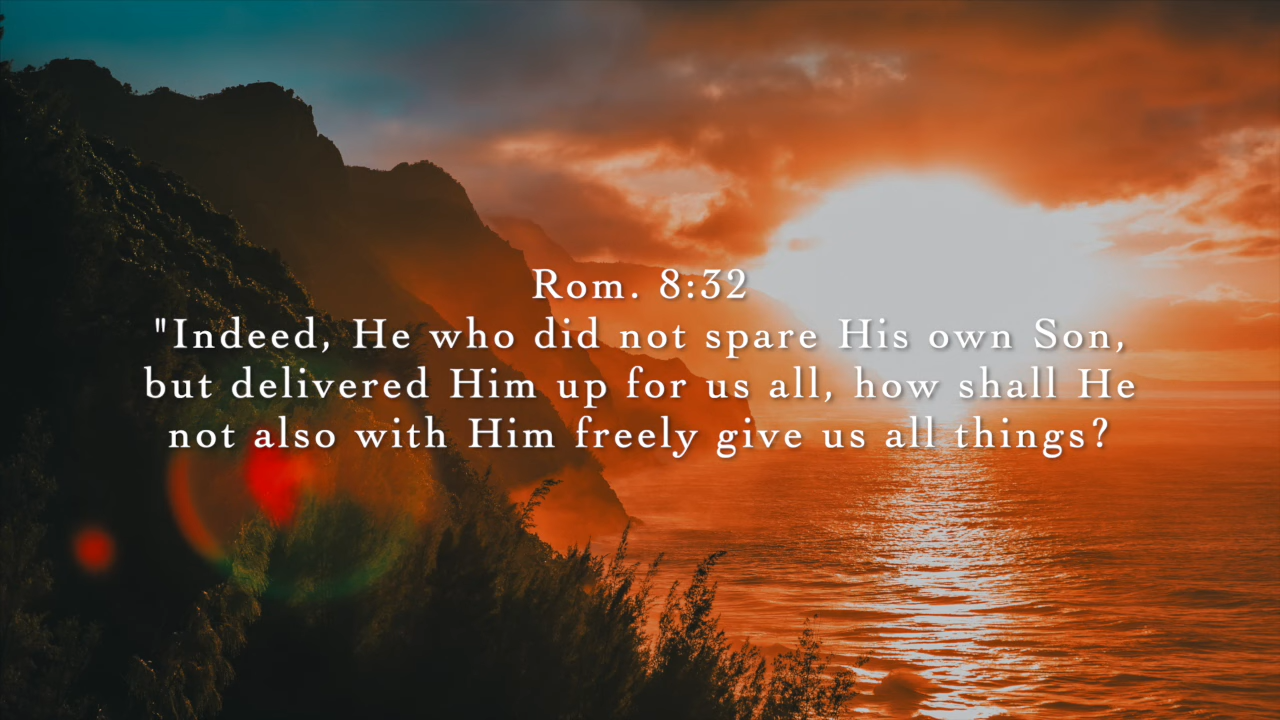 Rom. 8:32
"Indeed, He who did not spare His own Son,
but delivered Him up for us all, how shall He
not also with Him freely give us all things?